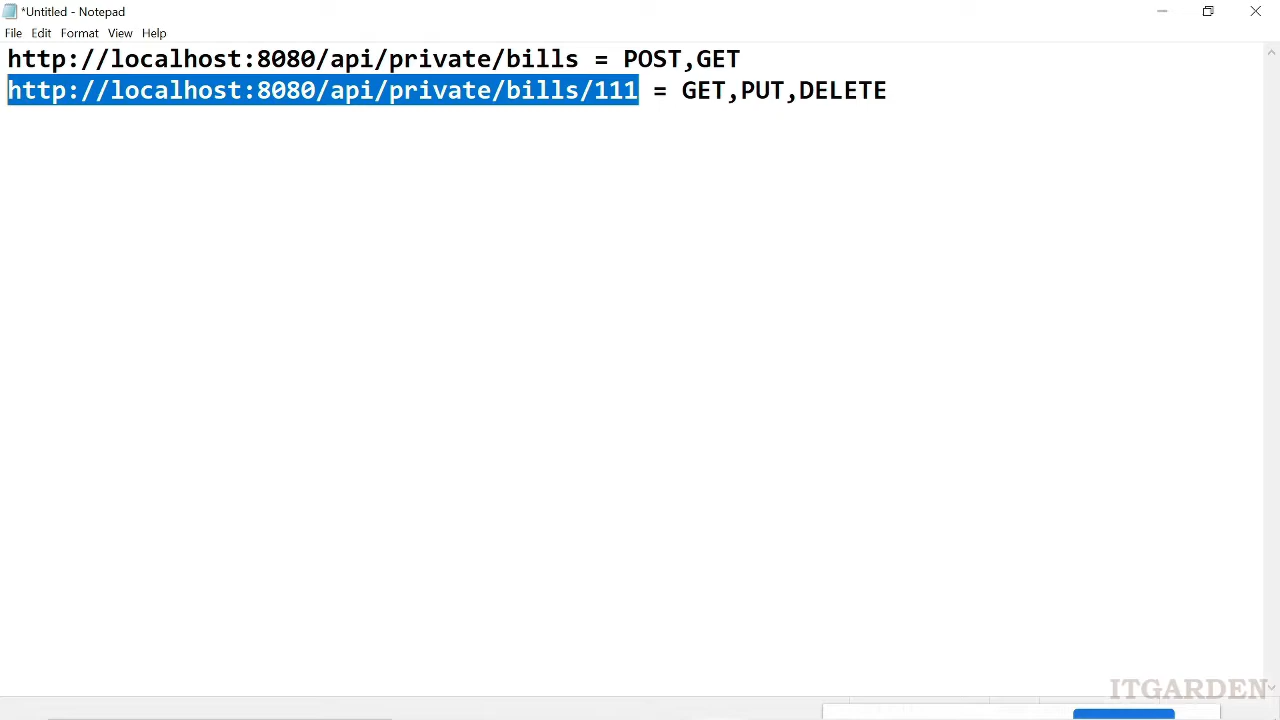 *Untitled - Notepad
File Edit Format View Help
http://localhost:8080/api/private/bills = POST,GET
http://localhost:8080/api/private/bills/111 = GET,PUT,DELETE
ITGARDEN